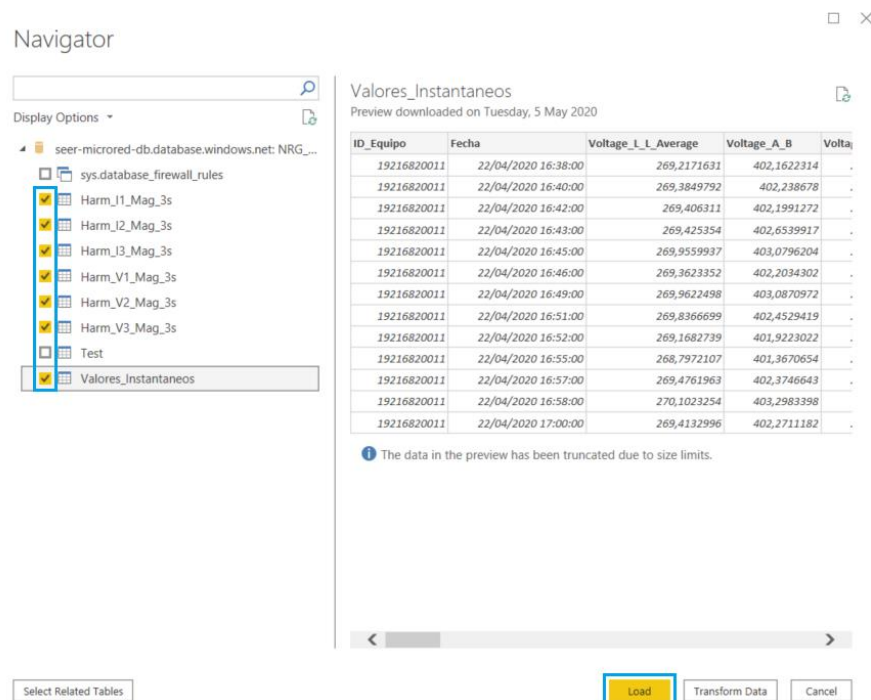 Navigator
Display Options
seer-microred-db.database.windows.net: NRG_...
sys.database_firewall_rules
Harm_I1_Mag_3s
Harm_I2_Mag_3s
Harm_I3_Mag_3s
Harm_V1_Mag_3s
Harm_V2_Mag_3s
Harm_V3_Mag_3s
Test
Valores_Instantaneos
Valores_Instantaneos
Preview downloaded on Tuesday, 5 May 2020
ID_Equipo Fecha Voltage_L_L_Average Voltage_A_B Volta
19216820011 22/04/2020 16:38:00 269,2171631 402,1622314
19216820011 22/04/2020 16:40:00 269,3849792 402,238678
19216820011 22/04/2020 16:42:00 269,406311 402,1991272
19216820011 22/04/2020 16:43:00 269,425354 402,6539917
19216820011 22/04/2020 16:45:00 269,9559937 403,0796204
19216820011 22/04/2020 16:46:00 269,3623352 402,2034302
19216820011 22/04/2020 16:49:00 269,9622498 403,0870972
19216820011 22/04/2020 16:51:00 269,8366699 402,4529419
19216820011 22/04/2020 16:52:00 269,1682739 401,9223022
19216820011 22/04/2020 16:55:00 268,7972107 401,3670654
19216820011 22/04/2020 16:57:00 269,4761963 402,3746643
19216820011 22/04/2020 16:58:00 270,1023254 403,2983398
19216820011 22/04/2020 17:00:00 269,4132996 402,2711182
The data in the preview has been truncated due to size limits.
Select Related Tables
Load
Transform Data
Cancel